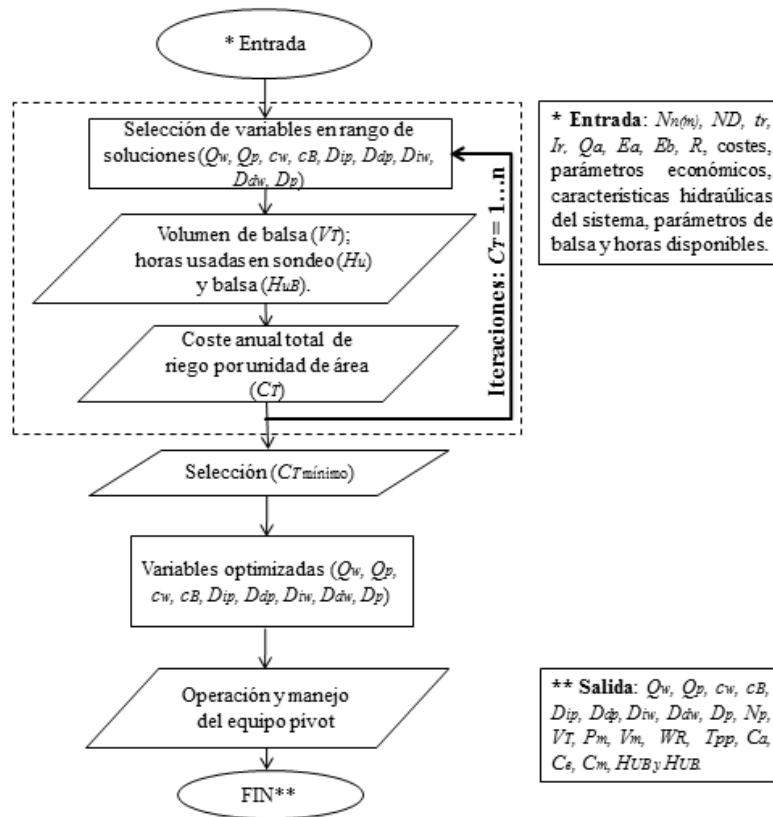 * Entrada
Selección de variables en rango de
soluciones (Qw, Qp, cw, cB, Dip, Ddp, Diw,
Ddw, Dp)
Volumen de balsa (VT);
horas usadas en sondeo (Hu)
y balsa (HuB).
Coste anual total de
riego por unidad de área
(CT)
Iteraciones: CT = 1…n
Selección (CTmínimo)
Variables optimizadas (Qw, Qp,
cw, cB, Dip, Ddp, Diw, Ddw, Dp)
Operación y manejo
del equipo pivot
FIN**
* Entrada: Nn(m), ND, tr,
Ir, Qa, Ea, Eb, R, costes,
parámetros económicos,
características hidraúlicas
del sistema, parámetros de
balsa y horas disponibles.
** Salida: Qw, Qp, cw, cB,
Dip, Ddp, Diw, Ddw, Dp, Np,
VT, Pm, Vm, WR, Tpp, Ca,
Ce, Cm, HUB y HUB.